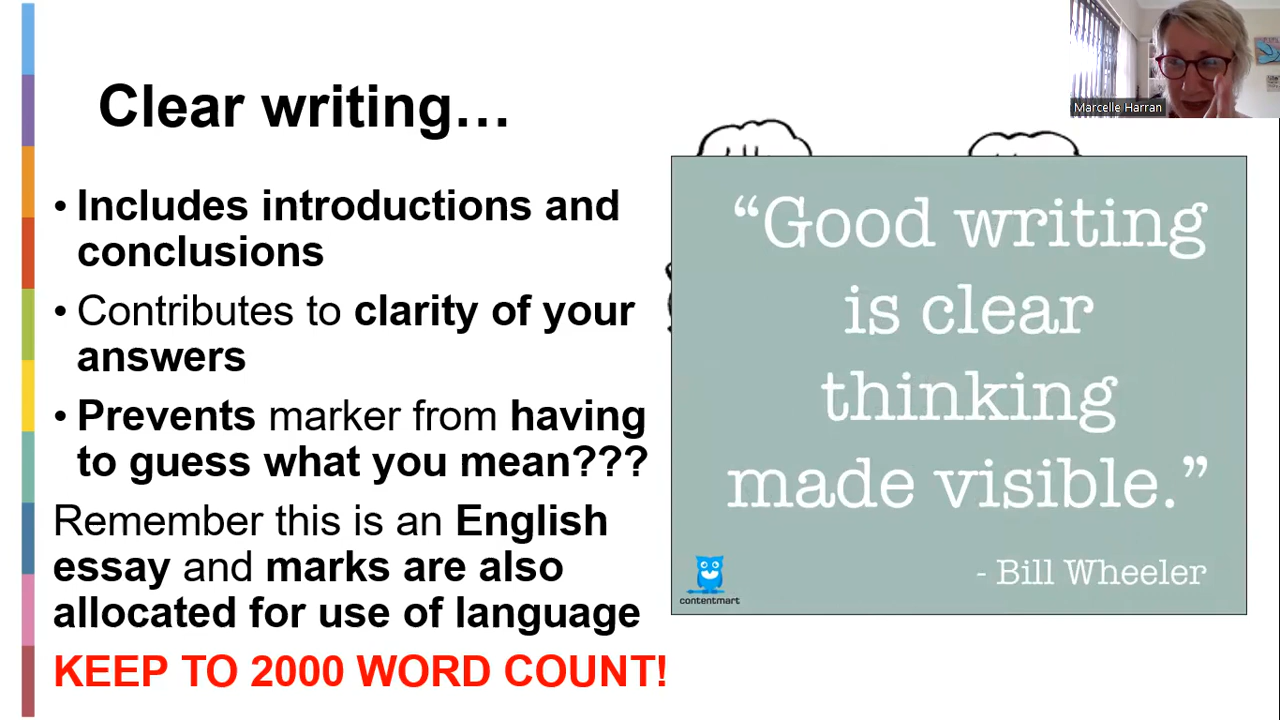 Marcelle Harran
Clear writing…
• Includes introductions and
conclusions
• Contributes to clarity of your
answers
• Prevents marker from having
to guess what you mean???
Remember this is an English
essay and marks are also
allocated for use of language
KEEP TO 2000 WORD COUNT!
“Good writing
is clear
thinking
made visible.”
- Bill Wheeler
contentmart